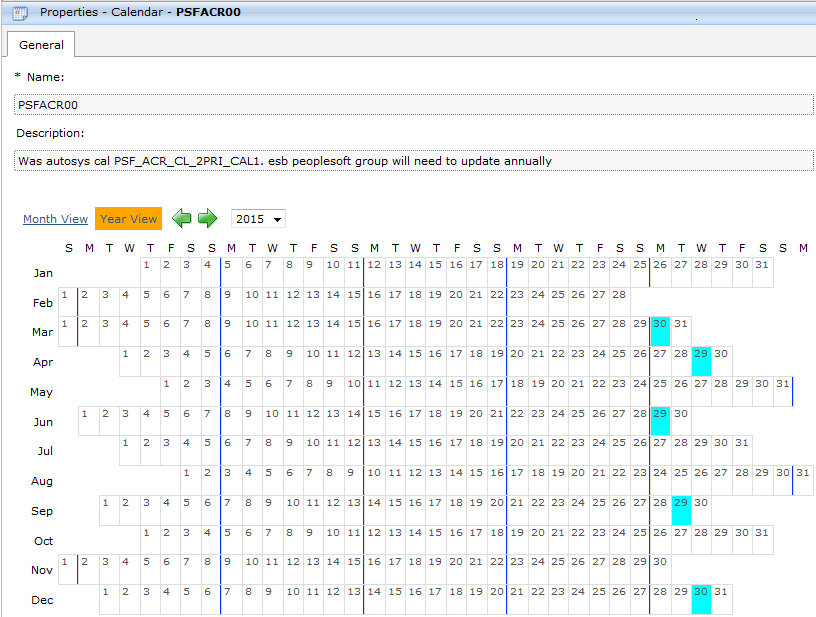 Properties - Calendar - PSFACR00
General
* Name:
PSFACR00
Description:
Was autosys cal PSF_ACR_CL_2PRI_CAL1. esb peoplesoft group will need to update annually
Month View Year View 2015
S M T W T F S S M T W T F S S M T W T F S S M T W T F S S M T W T F S S M
Jan 1 2 3 4 5 6 7 8 9 10 11 12 13 14 15 16 17 18 19 20 21 22 23 24 25 26 27 28 29 30 31
Feb 1 2 3 4 5 6 7 8 9 10 11 12 13 14 15 16 17 18 19 20 21 22 23 24 25 26 27 28
Mar 1 2 3 4 5 6 7 8 9 10 11 12 13 14 15 16 17 18 19 20 21 22 23 24 25 26 27 28 29 30 31
Apr 1 2 3 4 5 6 7 8 9 10 11 12 13 14 15 16 17 18 19 20 21 22 23 24 25 26 27 28 29 30
May 1 2 3 4 5 6 7 8 9 10 11 12 13 14 15 16 17 18 19 20 21 22 23 24 25 26 27 28 29 30 31
Jun 1 2 3 4 5 6 7 8 9 10 11 12 13 14 15 16 17 18 19 20 21 22 23 24 25 26 27 28 29 30
Jul 1 2 3 4 5 6 7 8 9 10 11 12 13 14 15 16 17 18 19 20 21 22 23 24 25 26 27 28 29 30 31
Aug 1 2 3 4 5 6 7 8 9 10 11 12 13 14 15 16 17 18 19 20 21 22 23 24 25 26 27 28 29 30 31
Sep 1 2 3 4 5 6 7 8 9 10 11 12 13 14 15 16 17 18 19 20 21 22 23 24 25 26 27 28 29 30
Oct 1 2 3 4 5 6 7 8 9 10 11 12 13 14 15 16 17 18 19 20 21 22 23 24 25 26 27 28 29 30 31
Nov 1 2 3 4 5 6 7 8 9 10 11 12 13 14 15 16 17 18 19 20 21 22 23 24 25 26 27 28 29 30
Dec 1 2 3 4 5 6 7 8 9 10 11 12 13 14 15 16 17 18 19 20 21 22 23 24 25 26 27 28 29 30 31